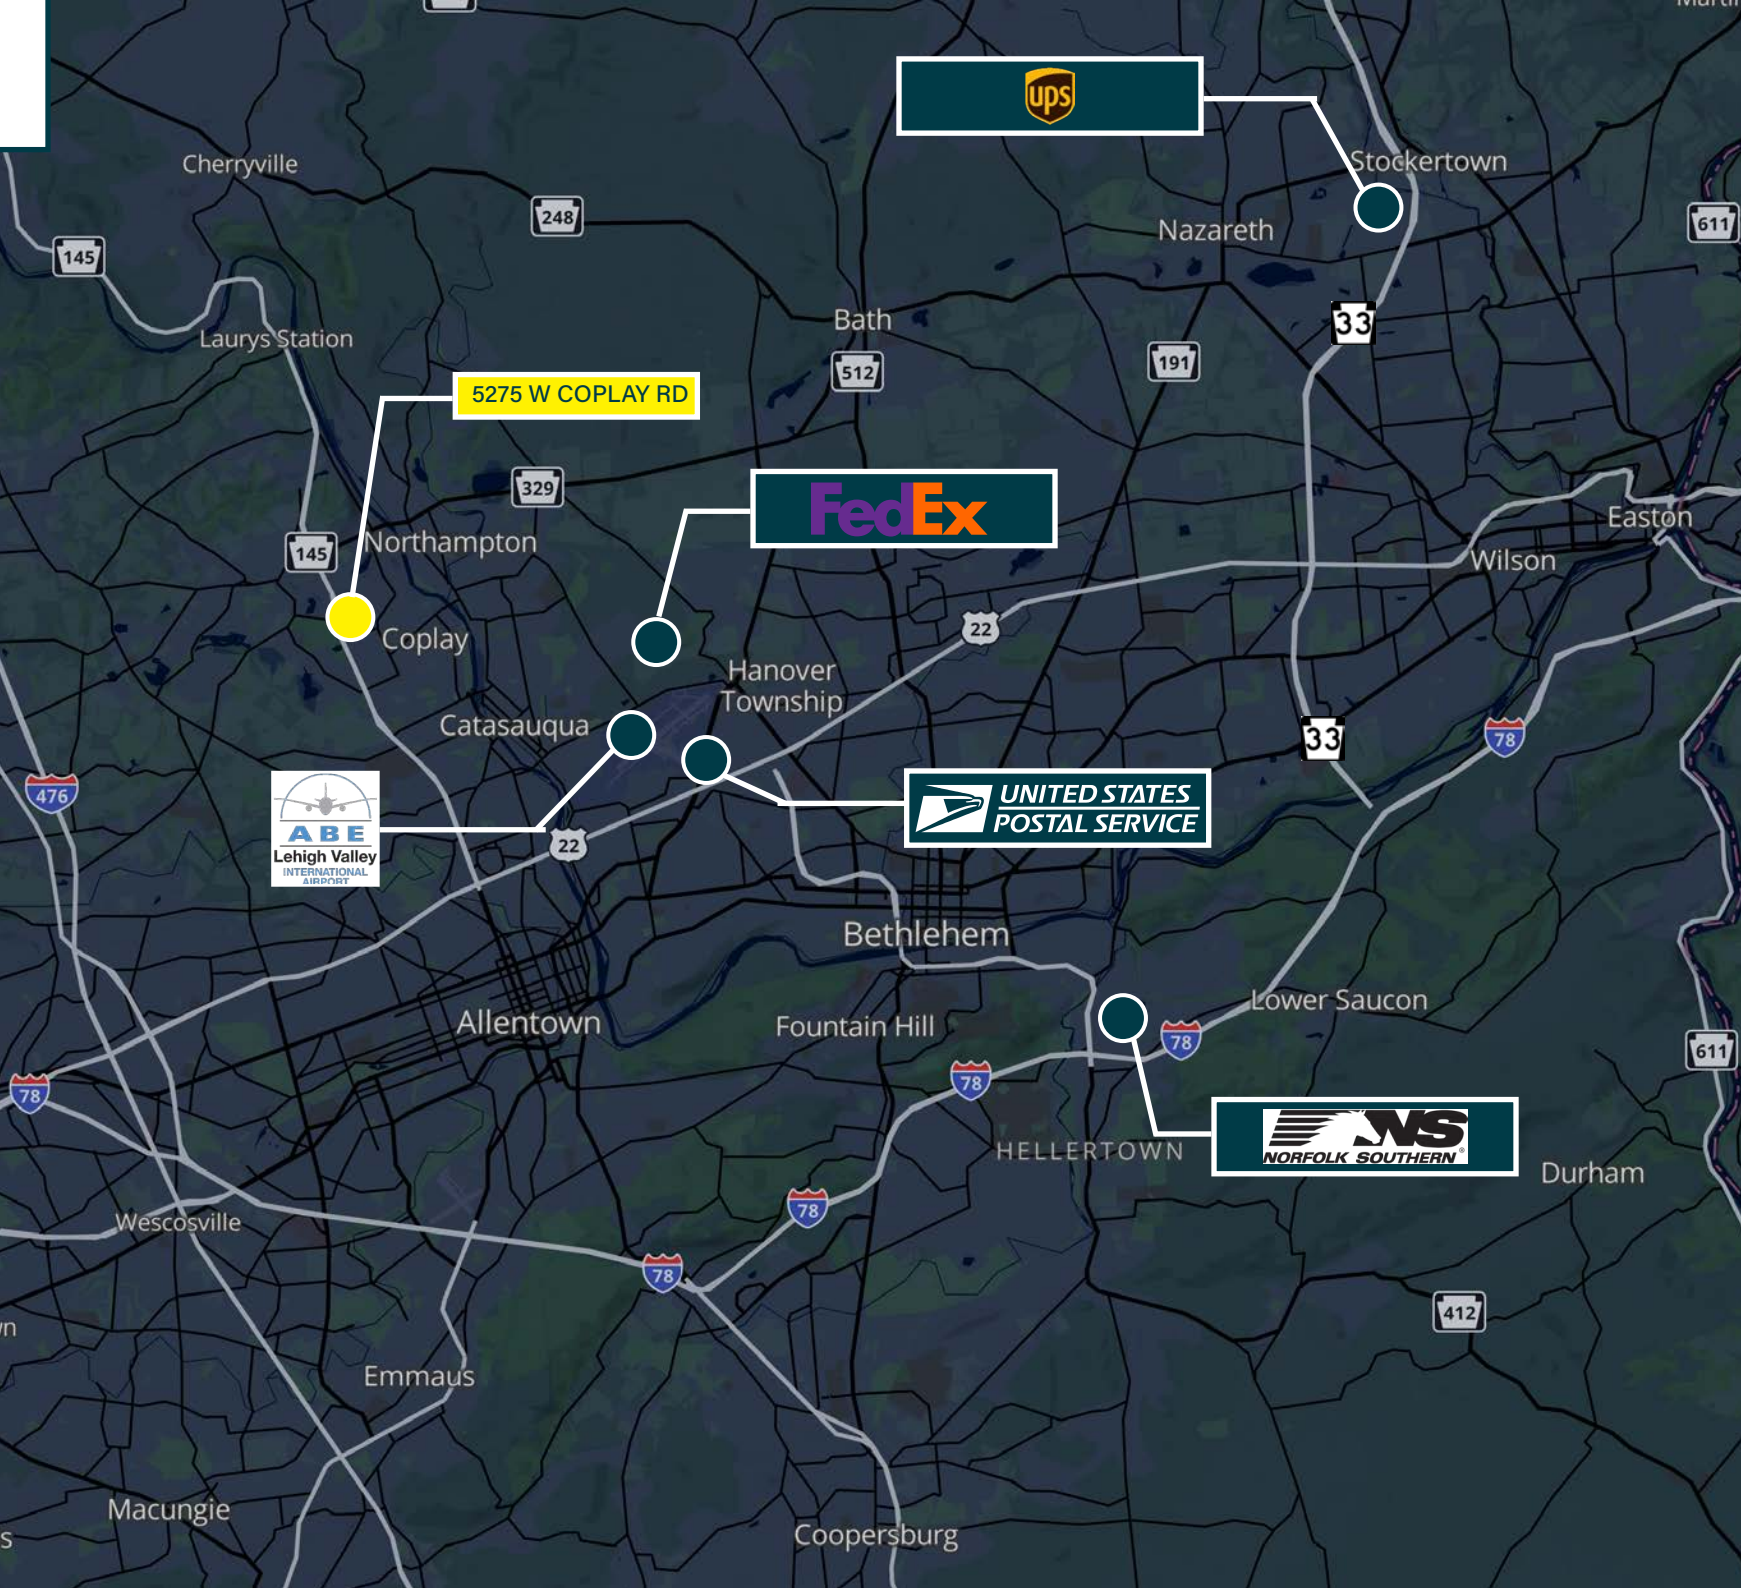 ups
Cherryville
Stockertown
248
Nazareth
611
145
33
Laurys Station
Bath
191
512
5275 W COPLAY RD
329
FedEx
Easton
Northampton
145
Wilson
22
Coplay
Hanover
Township
Catasauqua
33
78
476
UNITED STATES
POSTAL SERVICE
ABE
Lehigh Valley
INTERNATIONAL
AIRPORT
22
Bethlehem
Lower Saucon
Allentown
Fountain Hill
78
611
78
78
NS
NORFOLK SOUTHERN®
HELLERTOWN
Durham
78
Wescosville
78
412
Emmaus
Macungie
Coopersburg